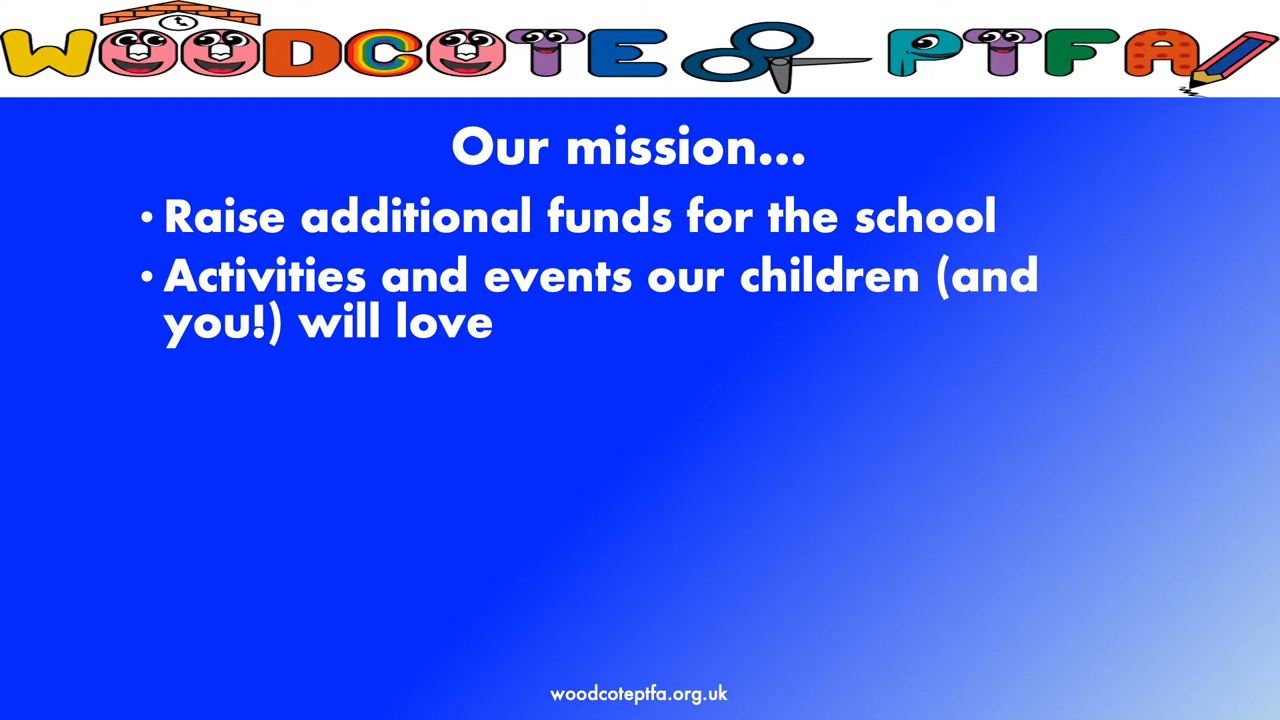 WOODCOTE PTFA
Our mission...
• Raise additional funds for the school
• Activities and events our children (and
you!) will love
woodcoteptfa.org.uk